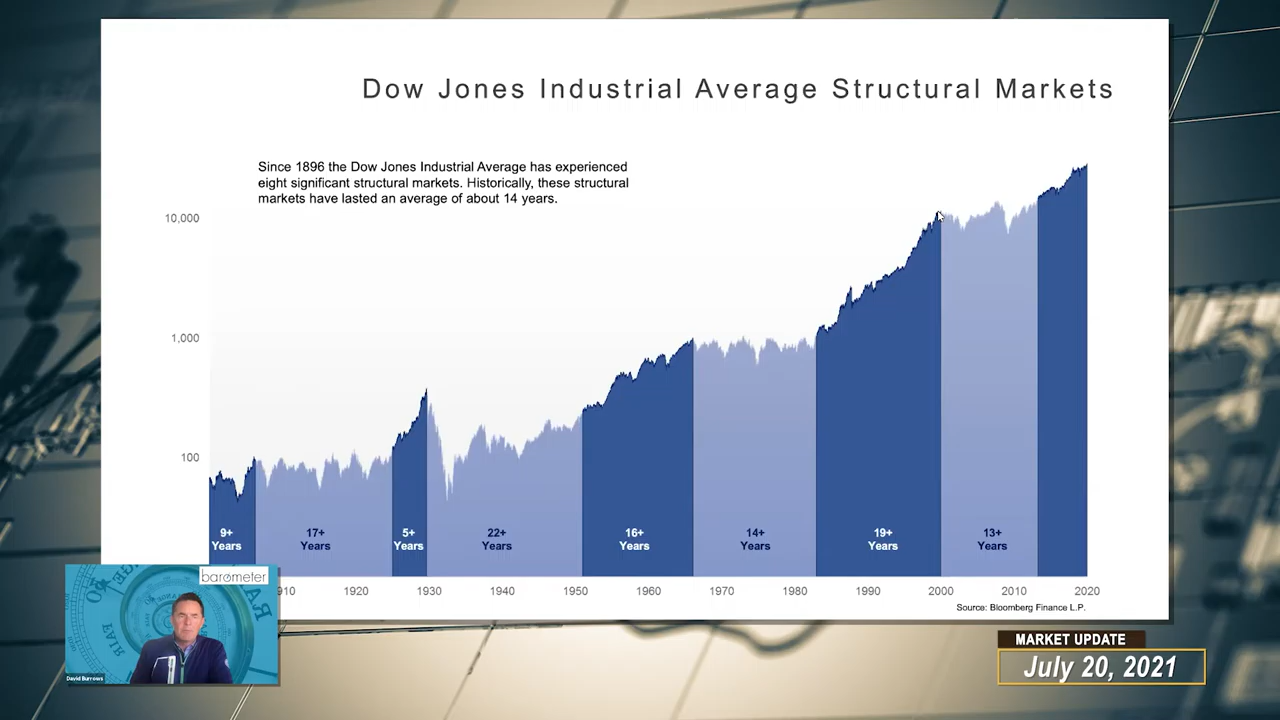 Dow Jones Industrial Average Structural Markets
Since 1896 the Dow Jones Industrial Average has experienced
eight significant structural markets. Historically, these structural
markets have lasted an average of about 14 years.
10,000
1,000
100
9+
Years
17+
Years
5+
Years
22+
Years
16+
Years
14+
Years
19+
Years
13+
Years
910 1920 1930 1940 1950 1960 1970 1980 1990 2000 2010 2020
Source: Bloomberg Finance L.P.
barometer
David Burrows
MARKET UPDATE
July 20, 2021